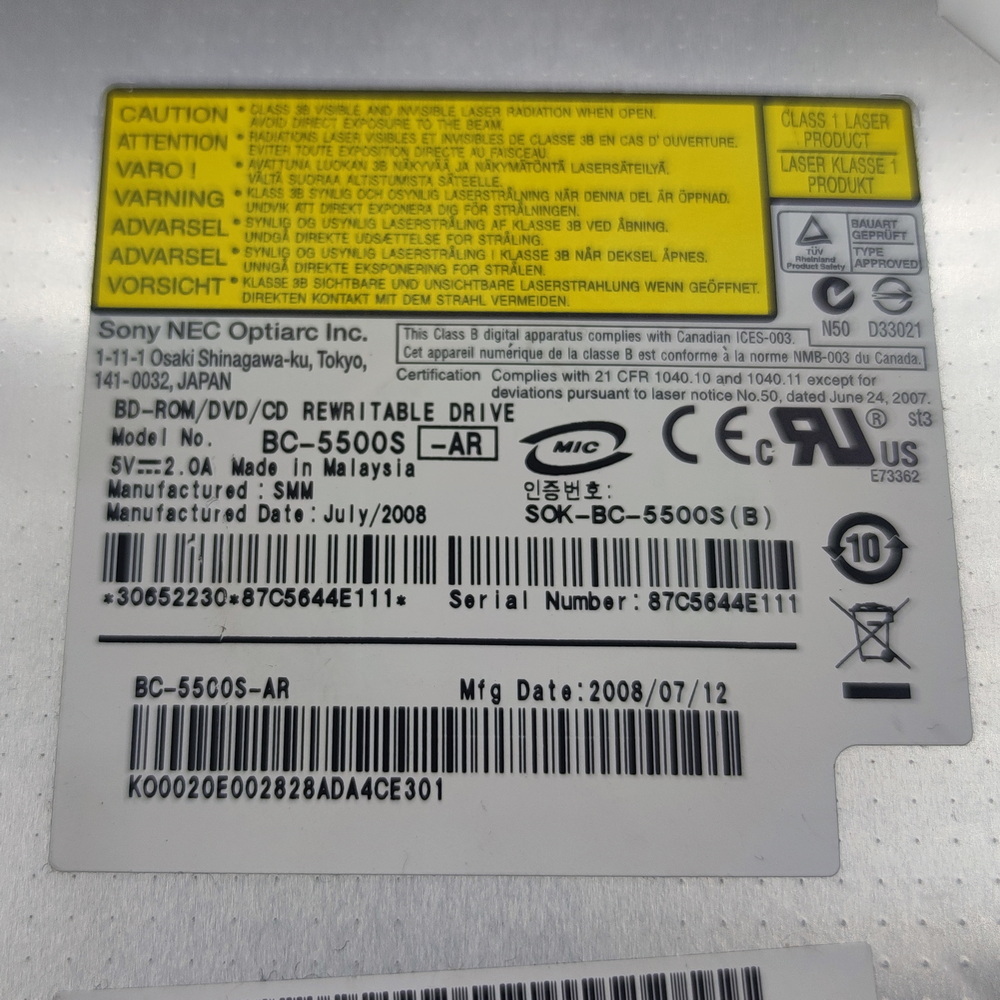 CAUTION • CLASS 3B VISIBLE AND INVISIBLE LASER RADIATION WHEN OPEN.
AVOID DIRECT EXPOSURE TO THE BEAM.
ATTENTION • RADIATIONS LASER VISIBLES ET INVISIBLES DE CLASSE 3B EN CAS D' OUVERTURE.
EVITER TOUTE EXPOSITION DIRECTE AU FAISCEAU
VARO ! • AVATTUNA LUOKAN 3B NÄKYVÄÄ JA NÄKYMÄTÖNTÄ LASERSÄTEILYÄ.
VÄLTÄ SUORAA ALTISTUMISTA SÄTEELLE.
VARNING • KLASS 3B SYNLIG OCH OSYNLIG LASERSTRÅLNING NÄR DENNA DEL ÄR ÖPPNAD.
UNDVIK ATT DIREKT EXPONERA DIG FÖR STRÅLNINGEN.
ADVARSEL • SYNLIG OG USYNLIG LASERSTRÅLING AF KLASSE 3B VED ÅBNING.
UNDGÅ DIREKTE UDSÆTTELSE FOR STRÅLING.
ADVARSEL • SYNLIG OG USYNLIG LASERSTRÅLING I KLASSE 3B NÅR DEKSEL ÅPNES.
UNNGÅ DIREKTE EKSPONERING FOR STRÅLEN.
VORSICHT • KLASSE 3B SICHTBARE UND UNSICHTBARE LASERSTRAHLUNG WENN GEÖFFNET.
DIREKTEN KONTAKT MIT DEM STRAHL VERMEIDEN.
CLASS 1 LASER
PRODUCT
LASER KLASSE 1
PRODUKT
TÜV
Rheinland
Product Safety
BAUART
GEPRÜFT
TYPE
APPROVED
N50 D33021
Sony NEC Optiarc Inc.
1-11-1 Osaki Shinagawa-ku, Tokyo,
141-0032, JAPAN
This Class B digital apparatus complies with Canadian ICES-003.
Cet appareil numérique de la classe B est conforme à la norme NMB-003 du Canada.
Certification Complies with 21 CFR 1040.10 and 1040.11 except for
deviations pursuant to laser notice No.50, dated June 24, 2007.
BD-ROM/DVD/CD REWRITABLE DRIVE
Model No. BC-5500S -AR
5V⎓2.0A Made in Malaysia
Manufactured : SMM
Manufactured Date : July/2008
MIC
인증번호:
SOK-BC-5500S(B)
CE c RU US ® st3
E73362
10
*30652230*87C5644E111* Serial Number: 87C5644E111
BC-5500S-AR Mfg Date:2008/07/12
K00020E002828ADA4CE301